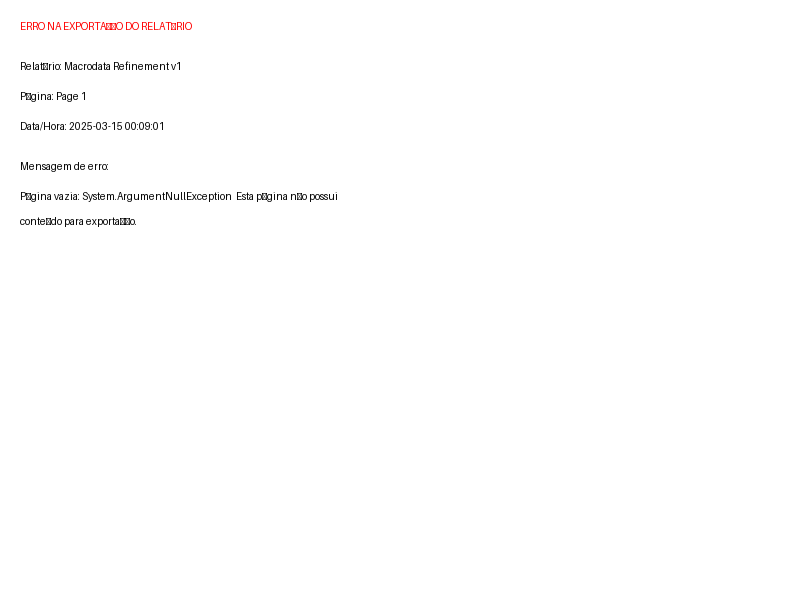 ERRO NA EXPORTA□□O DO RELAT□RIO
Relat□rio: Macrodata Refinement v1
P□gina: Page 1
Data/Hora: 2025-03-15 00:09:01
Mensagem de erro:
P□gina vazia: System.ArgumentNullException Esta p□gina n□o possui
conte□do para exporta□□o.